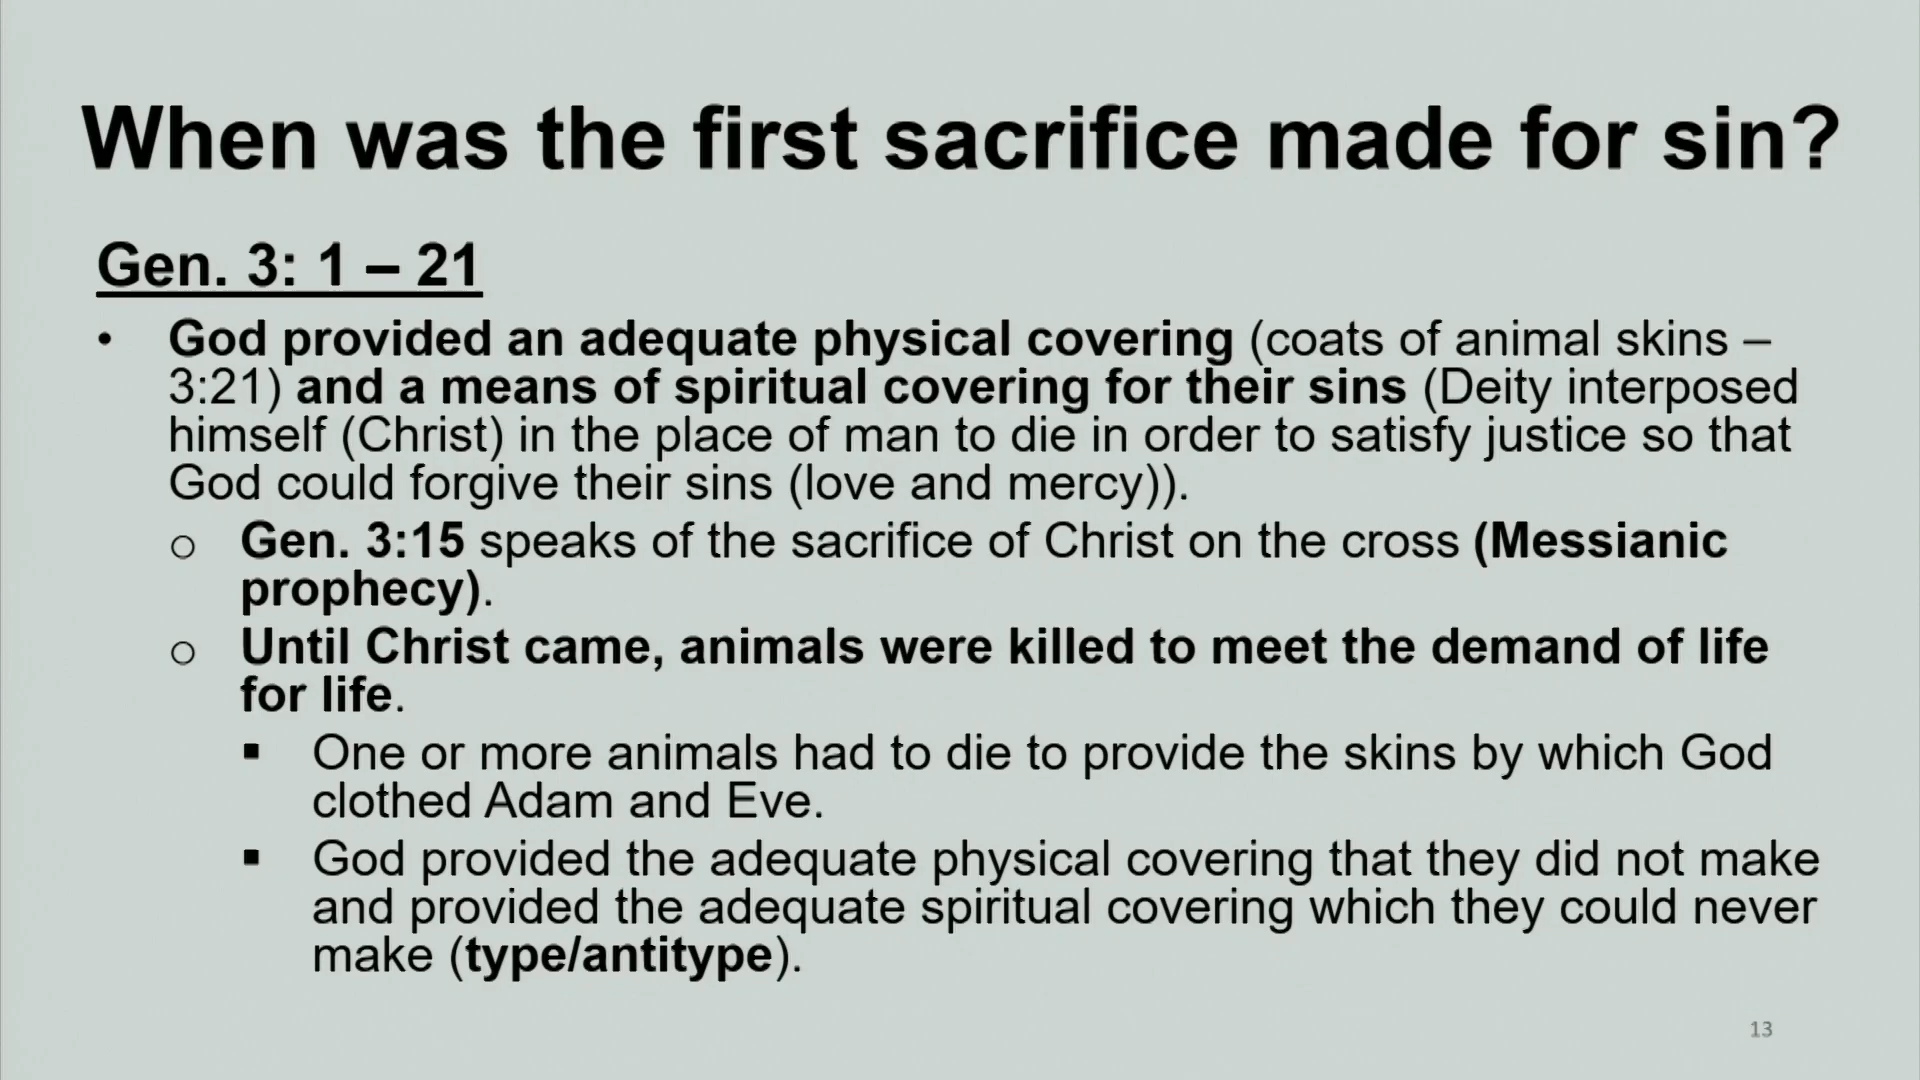 When was the first sacrifice made for sin?
Gen. 3: 1 – 21
• God provided an adequate physical covering (coats of animal skins –
3:21) and a means of spiritual covering for their sins (Deity interposed
himself (Christ) in the place of man to die in order to satisfy justice so that
God could forgive their sins (love and mercy)).
o Gen. 3:15 speaks of the sacrifice of Christ on the cross (Messianic
prophecy).
o Until Christ came, animals were killed to meet the demand of life
for life.
▪ One or more animals had to die to provide the skins by which God
clothed Adam and Eve.
▪ God provided the adequate physical covering that they did not make
and provided the adequate spiritual covering which they could never
make (type/antitype).
13